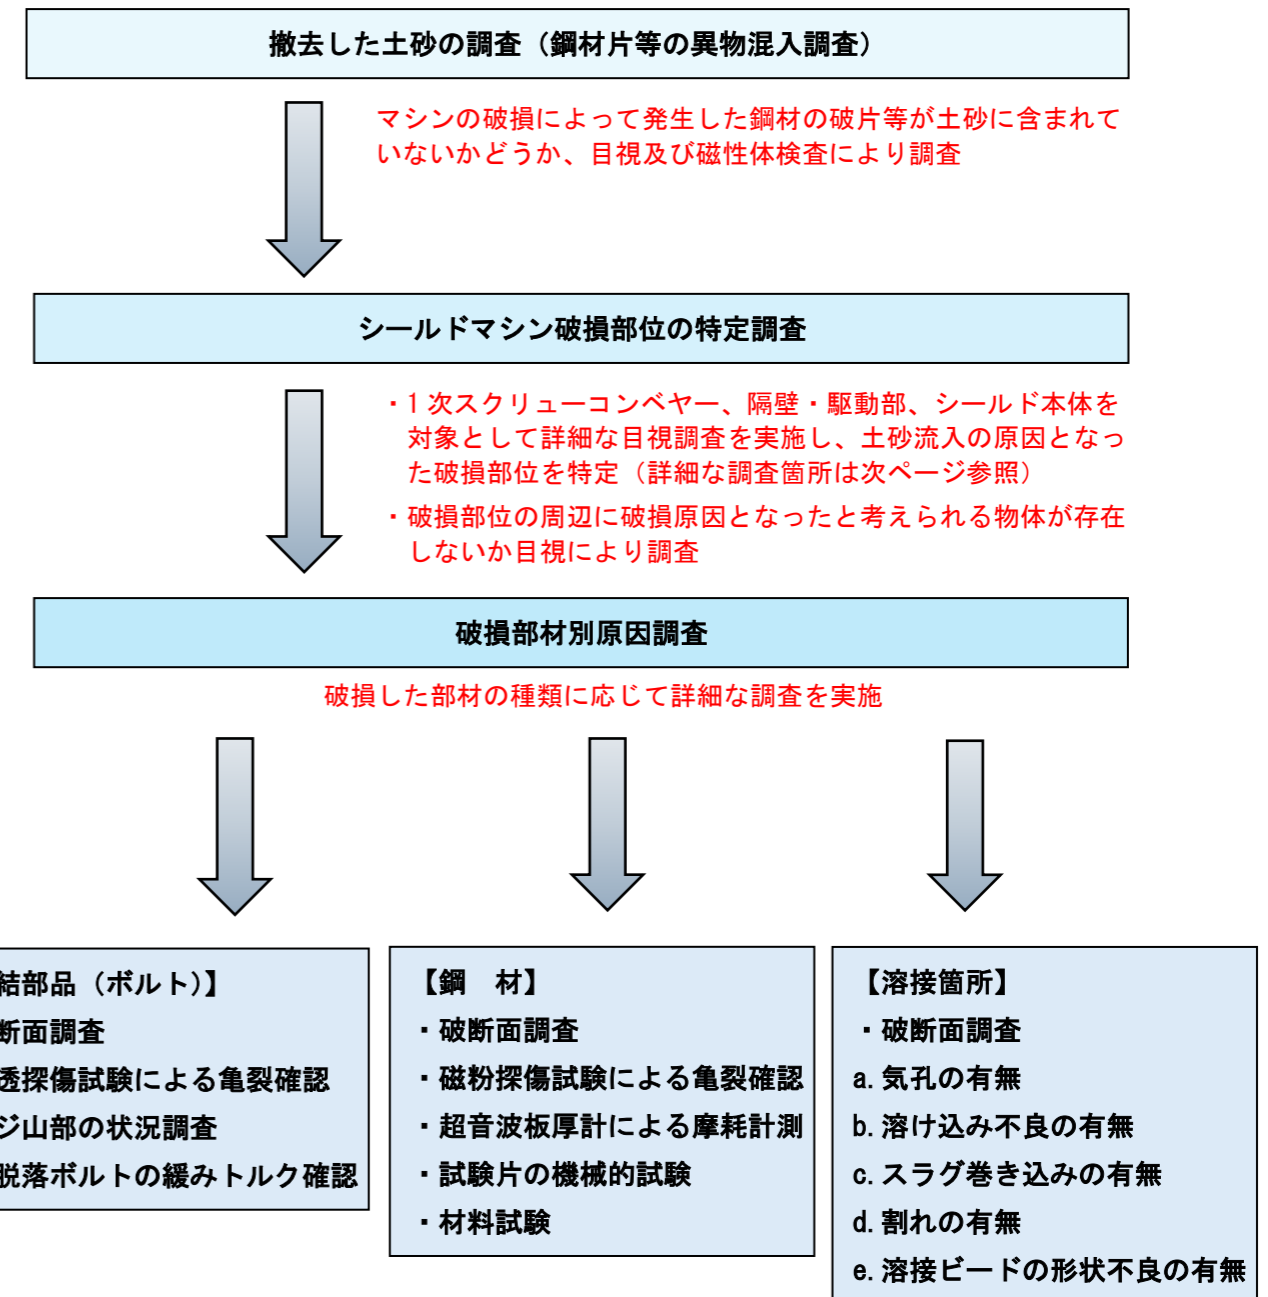 撤去した土砂の調査（鋼材片等の異物混入調査）
マシンの破損によって発生した鋼材の破片等が土砂に含まれて
いないかどうか、目視及び磁性体検査により調査
シールドマシン破損部位の特定調査
・1次スクリューコンベヤー、隔壁・駆動部、シールド本体を
対象として詳細な目視調査を実施し、土砂流入の原因となっ
た破損部位を特定（詳細な調査箇所は次ページ参照）
・破損部位の周辺に破損原因となったと考えられる物体が存在
しないか目視により調査
破損部材別原因調査
破損した部材の種類に応じて詳細な調査を実施
結部品（ボルト）】
断面調査
透探傷試験による亀裂確認
ジ山部の状況調査
脱落ボルトの緩みトルク確認
【鋼　材】
・破断面調査
・磁粉探傷試験による亀裂確認
・超音波板厚計による摩耗計測
・試験片の機械的試験
・材料試験
【溶接箇所】
・破断面調査
a.気孔の有無
b.溶け込み不良の有無
c.スラグ巻き込みの有無
d.割れの有無
e.溶接ビードの形状不良の有無